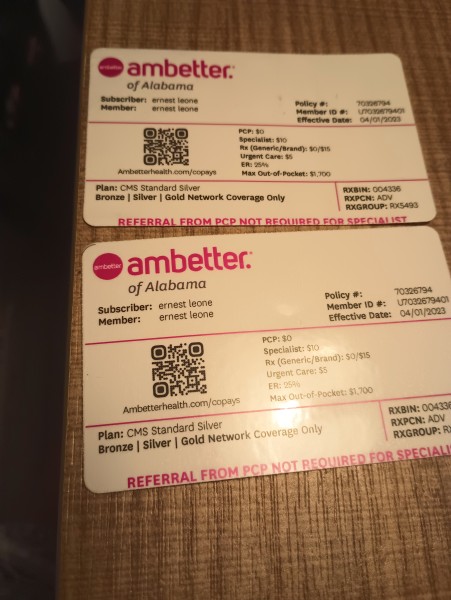 ambetter
ambetter.
of Alabama
Subscriber: ernest leone
Member: ernest leone
Policy #: 70326794
Member ID #: U7032679401
Effective Date: 04/01/2023
PCP: $0
Specialist: $10
Rx (Generic/Brand): $0/$15
Urgent Care: $5
ER: 25%
Max Out-of-Pocket: $1,700
Ambetterhealth.com/copays
Plan: CMS Standard Silver
Bronze | Silver | Gold Network Coverage Only
RXBIN: 004336
RXPCN: ADV
RXGROUP: RX5493
REFERRAL FROM PCP NOT REQUIRED FOR SPECIALIST
ambetter
ambetter.
of Alabama
Subscriber: ernest leone
Member: ernest leone
Policy #: 70326794
Member ID #: U7032679401
Effective Date: 04/01/2023
PCP: $0
Specialist: $10
Rx (Generic/Brand): $0/$15
Urgent Care: $5
ER: 25%
Max Out-of-Pocket: $1,700
Ambetterhealth.com/copays
Plan: CMS Standard Silver
Bronze | Silver | Gold Network Coverage Only
RXBIN: 00433
RXPCN: ADV
RXGROUP: R
REFERRAL FROM PCP NOT REQUIRED FOR SPECIALI